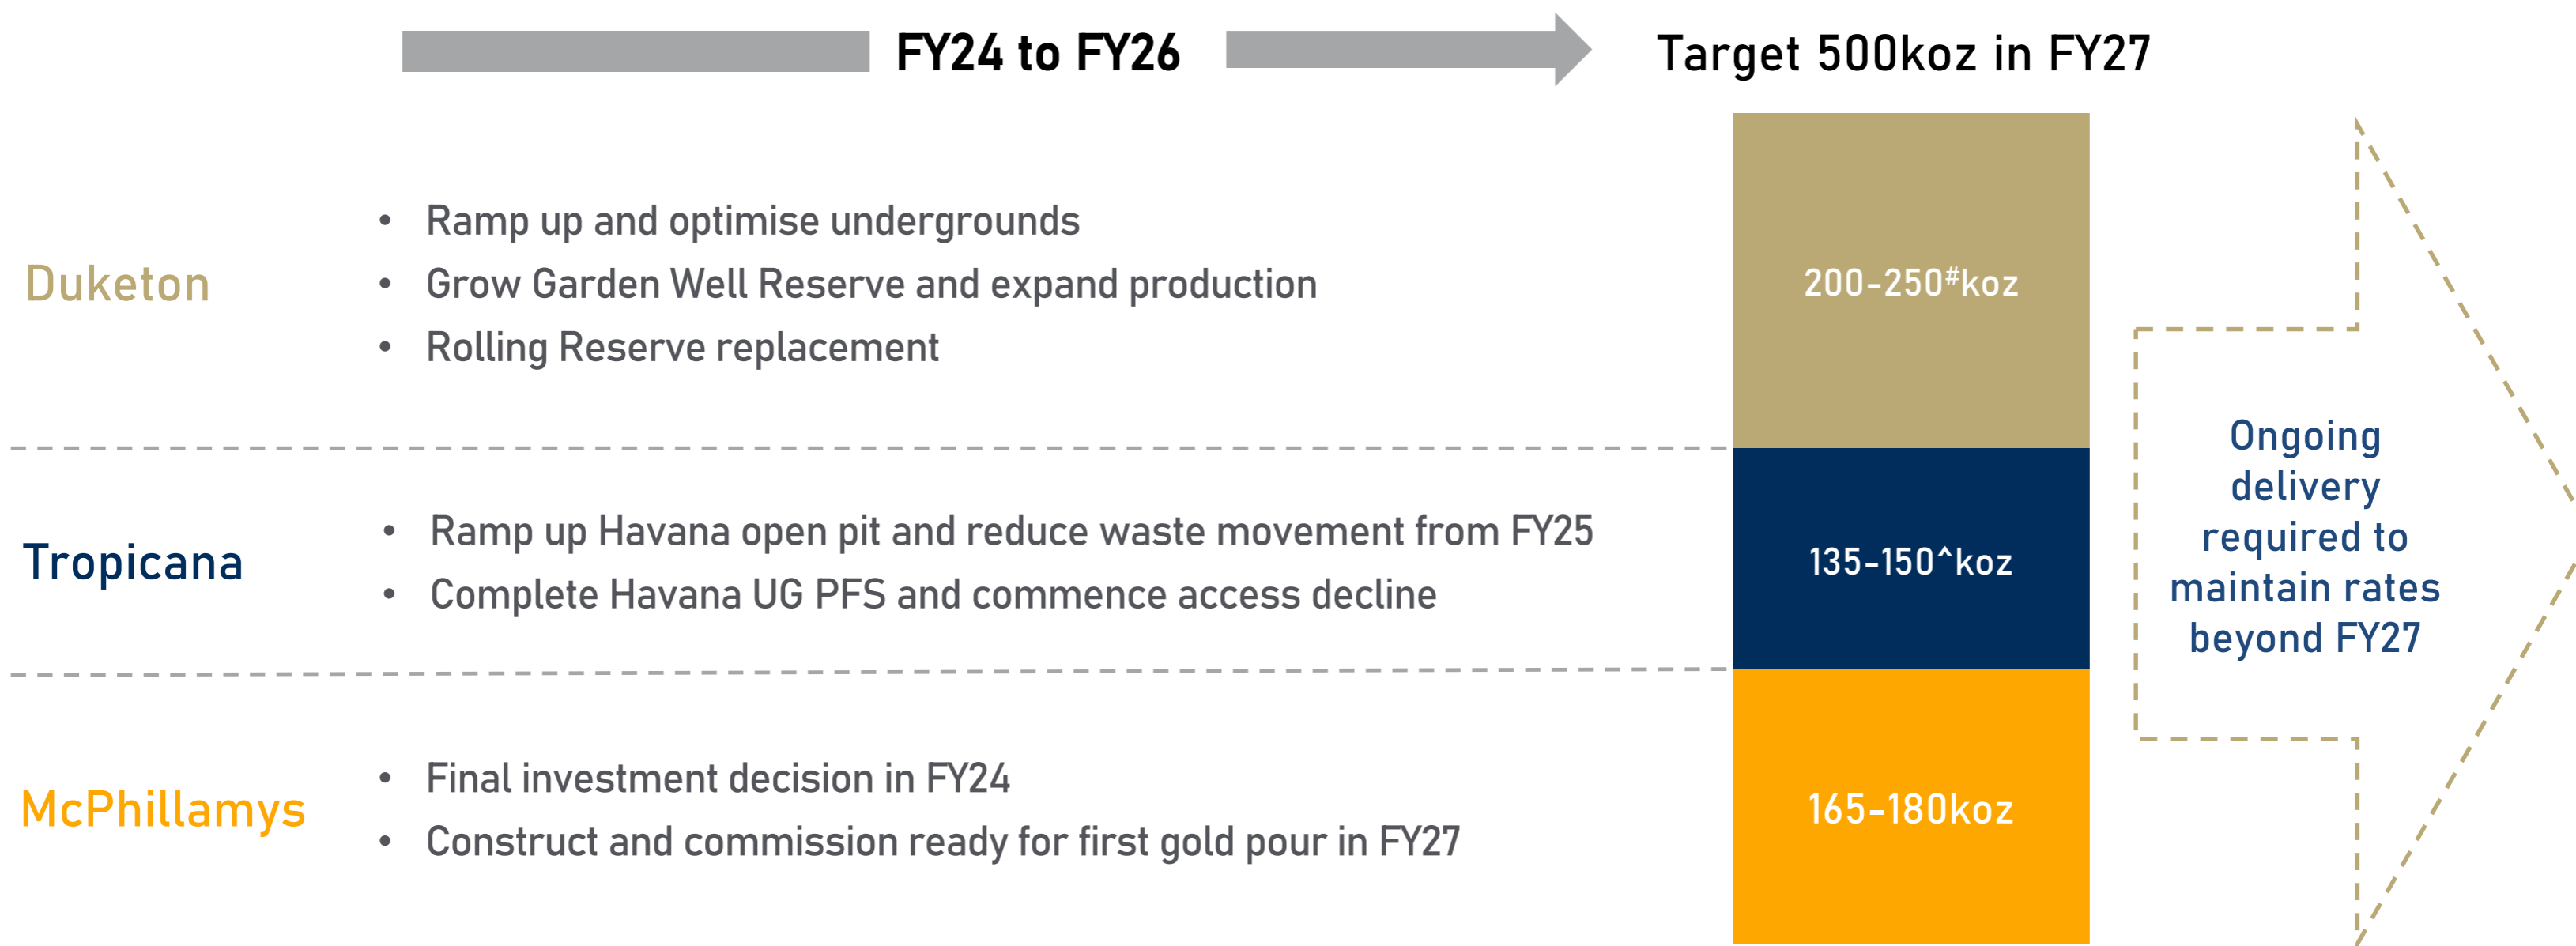 FY24 to FY26
Target 500koz in FY27
Duketon
• Ramp up and optimise undergrounds
• Grow Garden Well Reserve and expand production
• Rolling Reserve replacement
200-250#koz
Tropicana
• Ramp up Havana open pit and reduce waste movement from FY25
• Complete Havana UG PFS and commence access decline
135-150^koz
McPhillamys
• Final investment decision in FY24
• Construct and commission ready for first gold pour in FY27
165-180koz
Ongoing
delivery
required to
maintain rates
beyond FY27